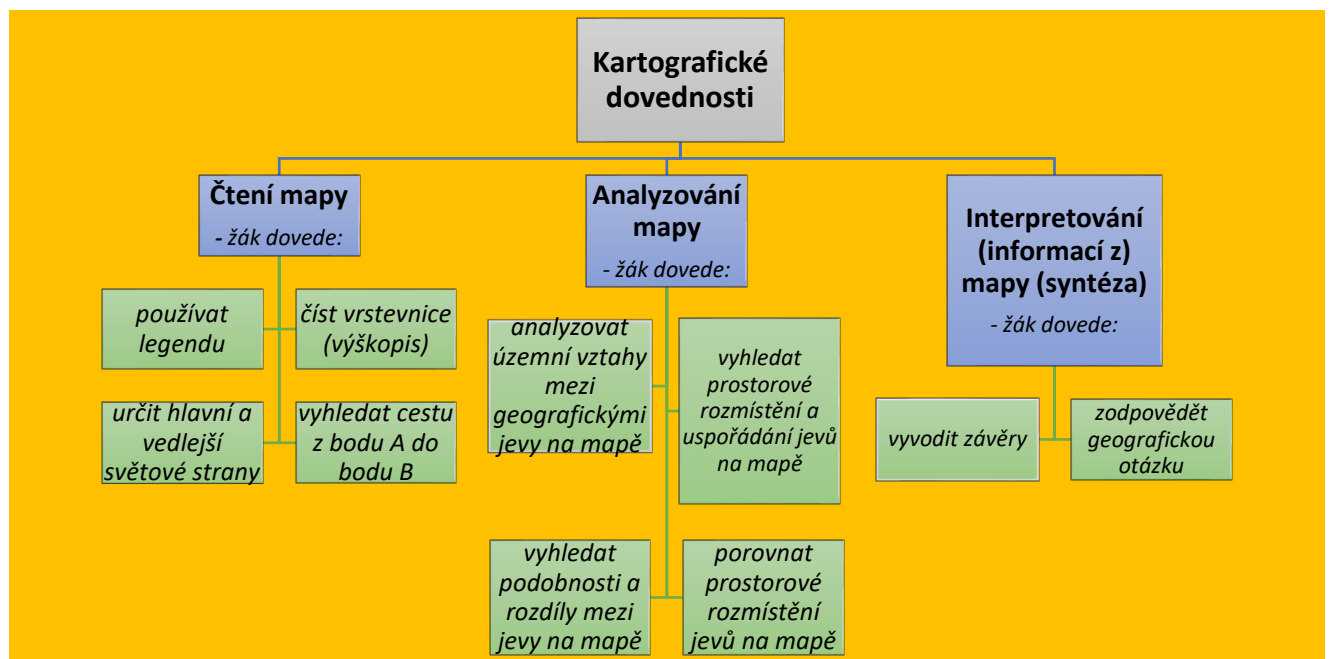 Kartografické
dovednosti
Čtení mapy
- žák dovede:
používat
legendu
číst vrstevnice
(výškopis)
určit hlavní a
vedlejší
světové strany
vyhledat cestu
z bodu A do
bodu B
Analyzování
mapy
- žák dovede:
analyzovat
územní vztahy
mezi
geografickými
jevy na mapě
vyhledat
prostorové
rozmístění a
uspořádání jevů
na mapě
vyhledat
podobnosti a
rozdíly mezi
jevy na mapě
porovnat
prostorové
rozmístění
jevů na mapě
Interpretování
(informací z)
mapy (syntéza)
- žák dovede:
vyvodit závěry
zodpovědět
geografickou
otázku